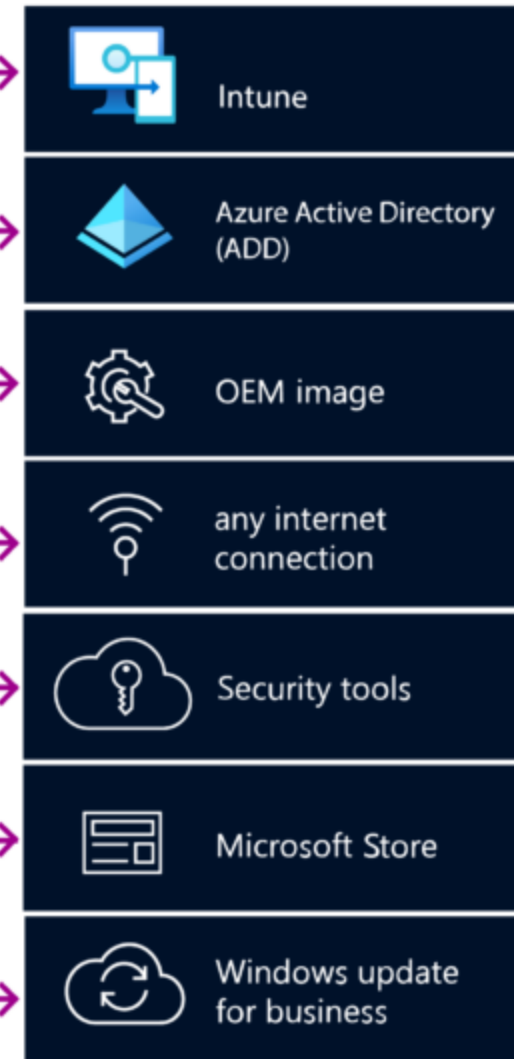 Intune
Azure Active Directory
(ADD)
OEM image
any internet
connection
Security tools
Microsoft Store
Windows update
for business